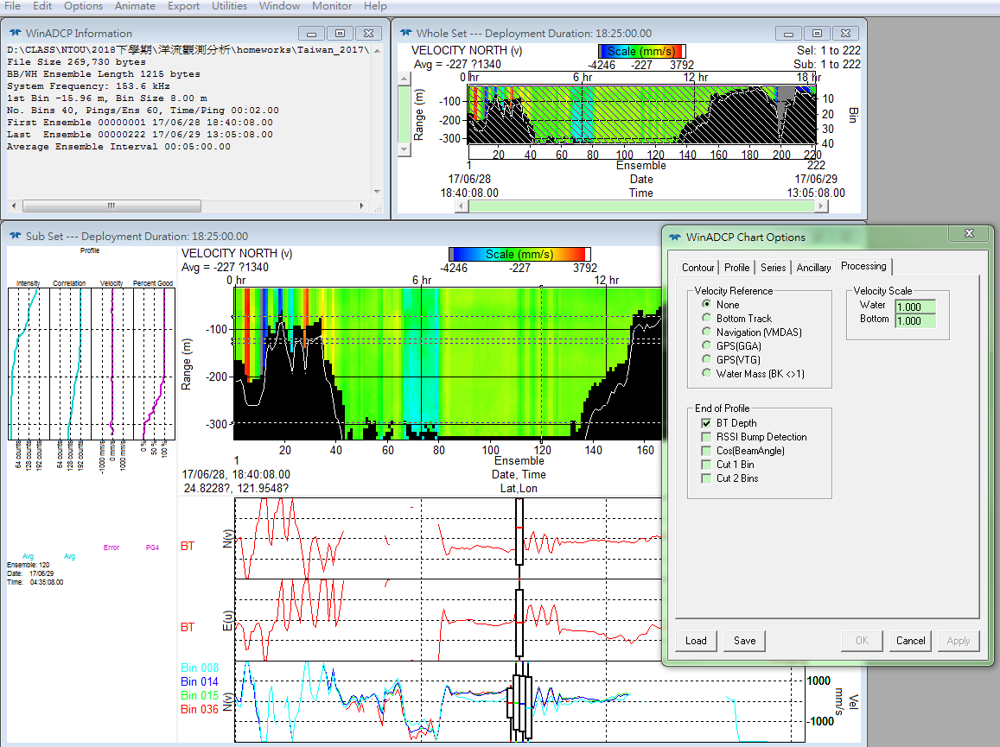 File Edit Options Animate Export Utilities Window Monitor Help
WinADCP Information
D:\CLASS\NTOU\2018下學期\洋流觀測分析\homeworks\Taiwan_2017\
File Size 269,730 bytes
BB/WH Ensemble Length 1215 bytes
System Frequency: 153.6 kHz
1st Bin -15.96 m, Bin Size 8.00 m
No. Bins 40, Pings/Ens 60, Time/Ping 00:02.00
First Ensemble 00000001 17/06/28 18:40:08.00
Last Ensemble 00000222 17/06/29 13:05:08.00
Average Ensemble Interval 00:05:00.00
Whole Set --- Deployment Duration: 18:25:00.00
VELOCITY NORTH (v)
Avg = -227 ?1340
Scale (mm/s)
-4246 -227 3792
Sel: 1 to 222
Sub: 1 to 222
0 hr 6 hr 12 hr 18 hr
Range (m)
-100
-200
-300
10
20
30
40
Bin
20 40 60 80 100 120 140 160 180 200 220
1 Ensemble 222
17/06/28 Date 17/06/29
18:40:08.00 Time 13:05:08.00
Sub Set --- Deployment Duration: 18:25:00.00
Profile
Intensity Correlation Velocity Percent Good
64 counts
128 counts
192 counts
64 counts
128 counts
192 counts
-1000 mm/s
0 mm/s
1000 mm/s
0 %
50 %
100 %
Avg Avg Error PG4
Ensemble: 120
Date: 17/06/29
Time: 04:35:08.00
VELOCITY NORTH (v)
Avg = -227 ?1340
Scale (mm/s)
-4246 -227 3792
0 hr 6 hr 12 hr
Range (m)
-100
-200
-300
20 40 60 80 100 120 140 160
1 Ensemble
17/06/28, 18:40:08.00 Date, Time
24.8228?, 121.9548? Lat,Lon
BT
N(v)
BT
E(u)
Bin 008
Bin 014
Bin 015
Bin 036
N(v)
1000
-1000
mm/s
Vel
WinADCP Chart Options
Contour Profile Series Ancillary Processing
Velocity Reference
None
Bottom Track
Navigation (VMDAS)
GPS(GGA)
GPS(VTG)
Water Mass (BK <>1)
Velocity Scale
Water 1.000
Bottom 1.000
End of Profile
BT Depth
RSSI Bump Detection
Cos(BeamAngle)
Cut 1 Bin
Cut 2 Bins
Load Save OK Cancel Apply